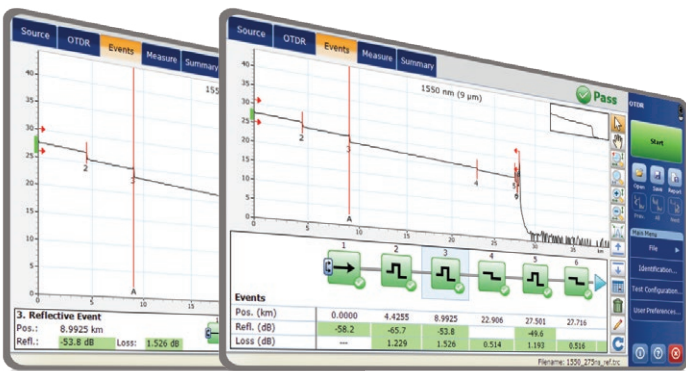 Source OTDR Events Measure Summary
155
40
35
30
25
20
15
10
5
0
2
3
A
0 5 10 15 20
3. Reflective Event
Pos.: 8.9925 km
Refl.: -53.8 dB Loss: 1.526 dB
Source OTDR Events Measure Summary
1550 nm (9 µm)
Pass
40
35
30
25
20
15
10
5
0
2
3
4
5
6
A
0 5 10 15 20 25 30 35 km
1 2 3 4 5 6
Events
Pos. (km) 0.0000 4.4255 8.9925 22.906 27.501 27.716
Refl. (dB) -58.2 -65.7 -53.8 -49.6
Loss (dB) --- 1.229 1.526 0.514 1.193 0.516
Filename: 1550_275ns_ref.trc
OTDR
Start
Open Save Report
Prev. All Next
Main Menu
File
Identification...
Test Configuration...
User Preferences...